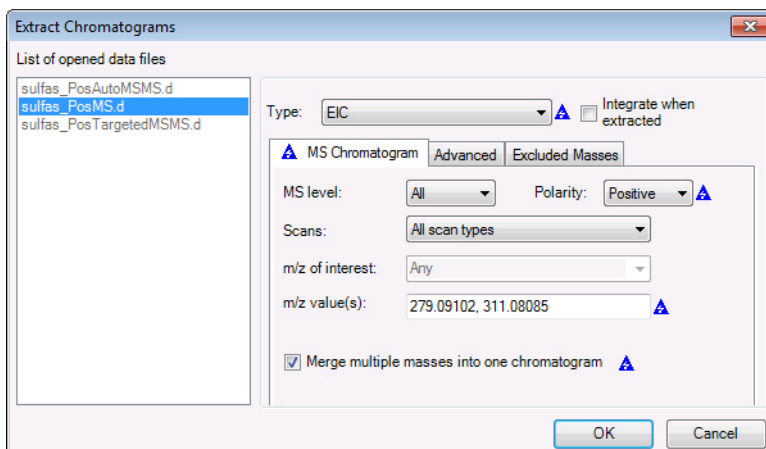 Extract Chromatograms
List of opened data files
sulfas_PosAutoMSMS.d
sulfas_PosMS.d
sulfas_PosTargetedMSMS.d
Type: EIC Integrate when extracted
MS Chromatogram Advanced Excluded Masses
MS level: All Polarity: Positive
Scans: All scan types
m/z of interest: Any
m/z value(s): 279.09102, 311.08085
Merge multiple masses into one chromatogram
OK Cancel